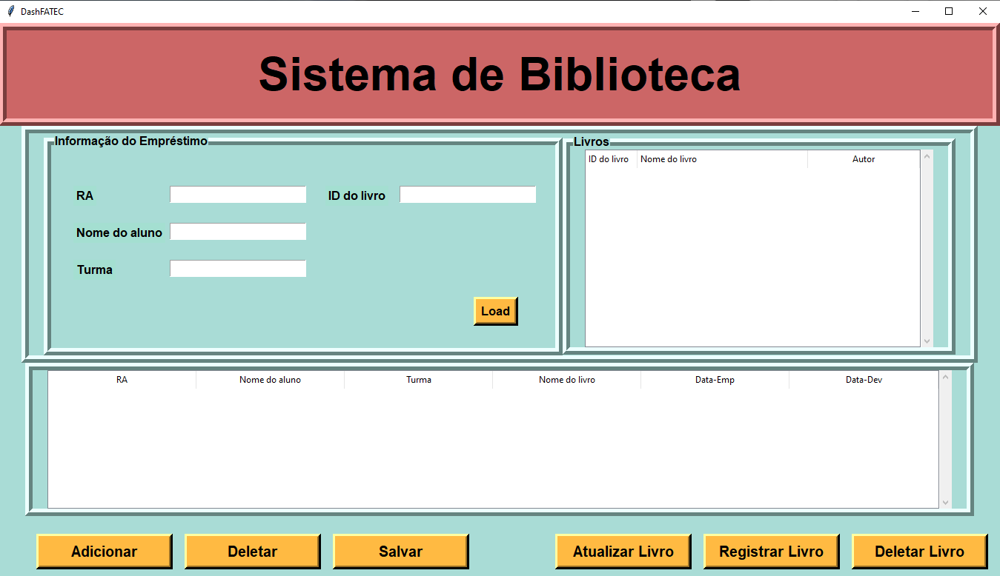 DashFATEC
Sistema de Biblioteca
Informação do Empréstimo
RA
ID do livro
Nome do aluno
Turma
Load
Livros
ID do livro Nome do livro Autor
RA Nome do aluno Turma Nome do livro Data-Emp Data-Dev
Adicionar Deletar Salvar Atualizar Livro Registrar Livro Deletar Livro